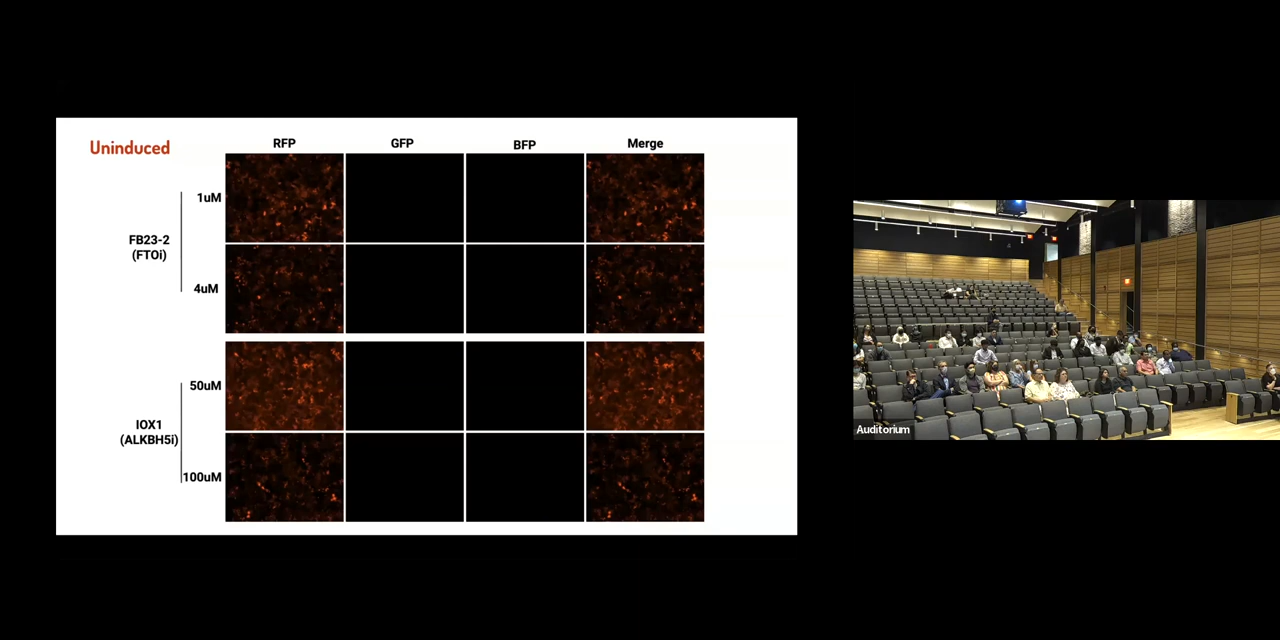 Uninduced
RFP
GFP
BFP
Merge
1uM
FB23-2
(FTOi)
4uM
50uM
IOX1
(ALKBH5i)
100uM
Auditorium